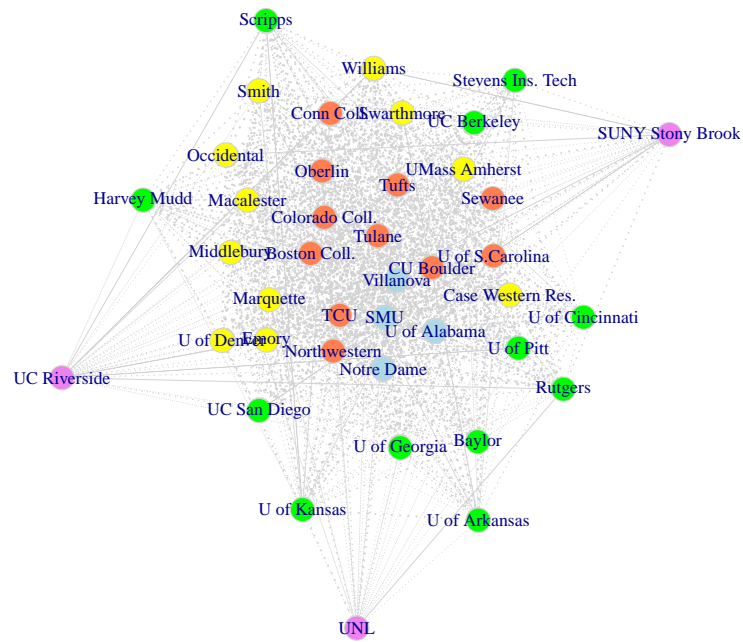 Scripps
Williams
Stevens Ins. Tech
Smith
Conn Coll.
Swarthmore
UC Berkeley
SUNY Stony Brook
Occidental
Oberlin
UMass Amherst
Tufts
Harvey Mudd
Macalester
Sewanee
Colorado Coll.
Tulane
Middlebury
Boston Coll.
U of S.Carolina
CU Boulder
Villanova
Marquette
Case Western Res.
TCU
SMU
U of Cincinnati
U of Alabama
U of Denver
Emory
Northwestern
U of Pitt
Notre Dame
UC Riverside
Rutgers
UC San Diego
U of Georgia
Baylor
U of Kansas
U of Arkansas
UNL